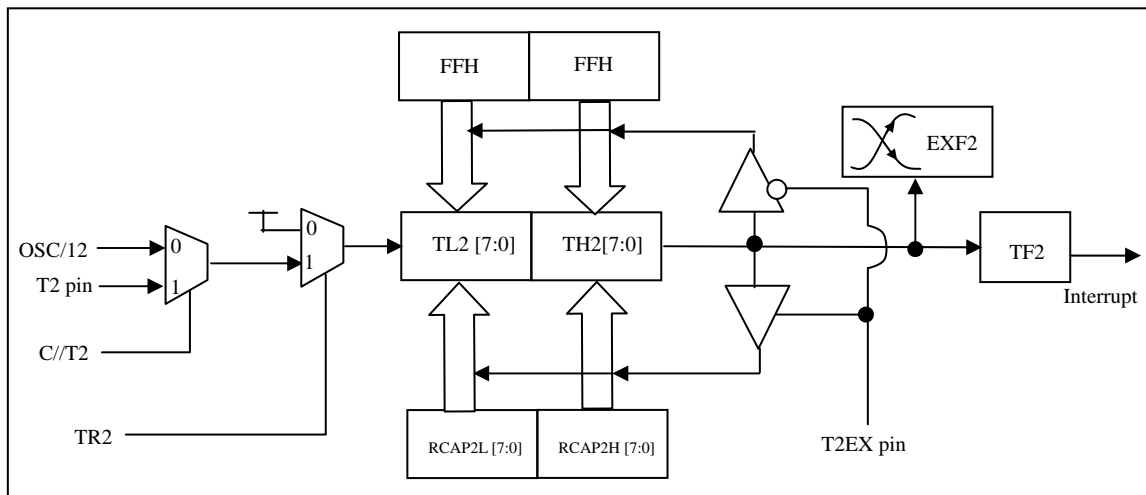 FFH
FFH
EXF2
0
OSC/12
0
TL2 [7:0]
TH2[7:0]
TF2
1
T2 pin
1
Interrupt
C//T2
TR2
RCAP2L [7:0]
RCAP2H [7:0]
T2EX pin